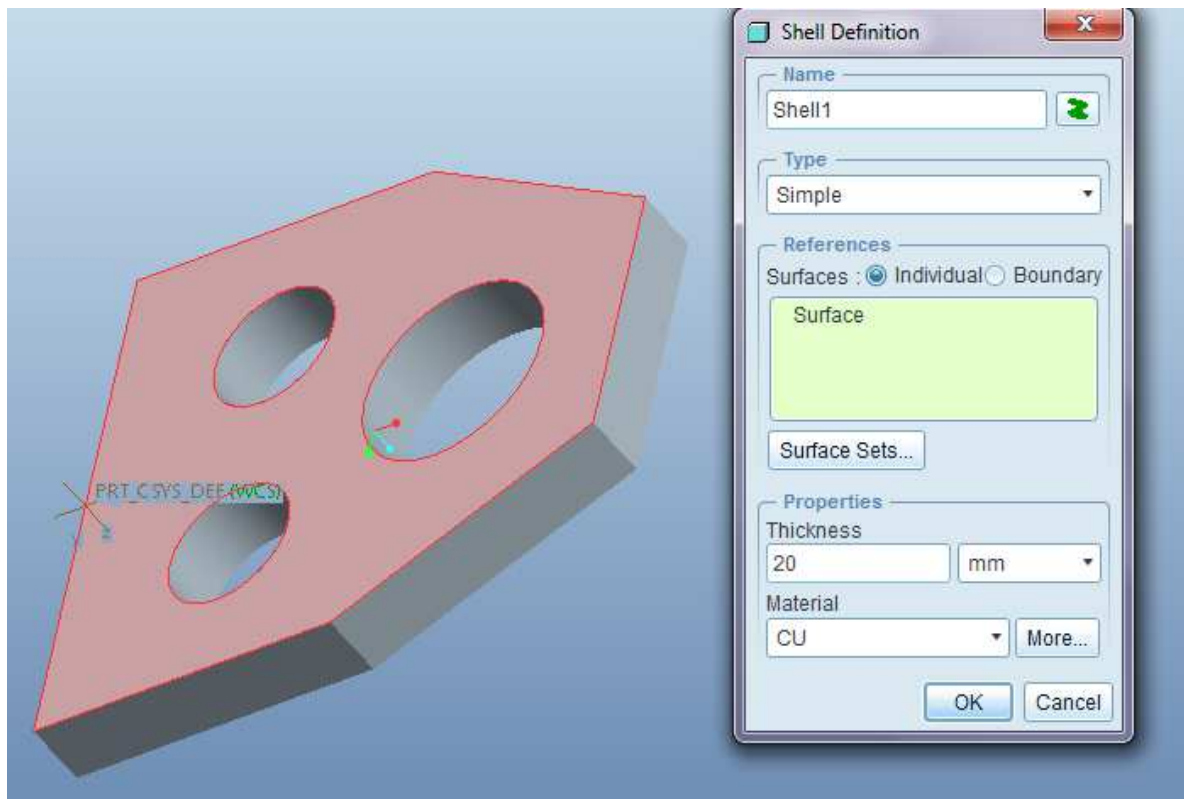 Shell Definition
Name
Shell1
Type
Simple
References
Surfaces : Individual Boundary
Surface
Surface Sets...
Properties
Thickness
20 mm
Material
CU More...
OK Cancel
PRT_CSYS_DEF (WCS)
Z